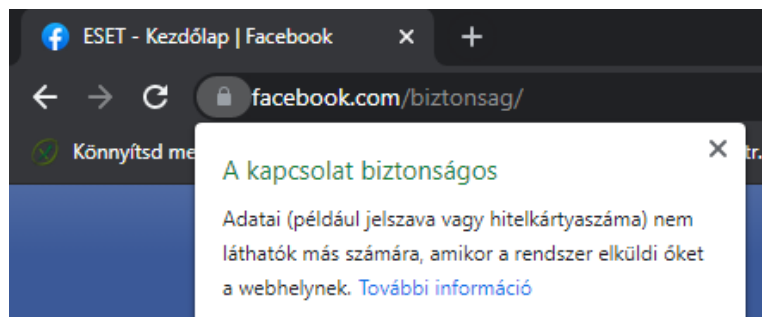 ESET - Kezdőlap | Facebook
facebook.com/biztonsag/
Könnyítsd me
tr.
A kapcsolat biztonságos
Adatai (például jelszava vagy hitelkártyaszáma) nem
láthatók más számára, amikor a rendszer elküldi őket
a webhelynek. További információ